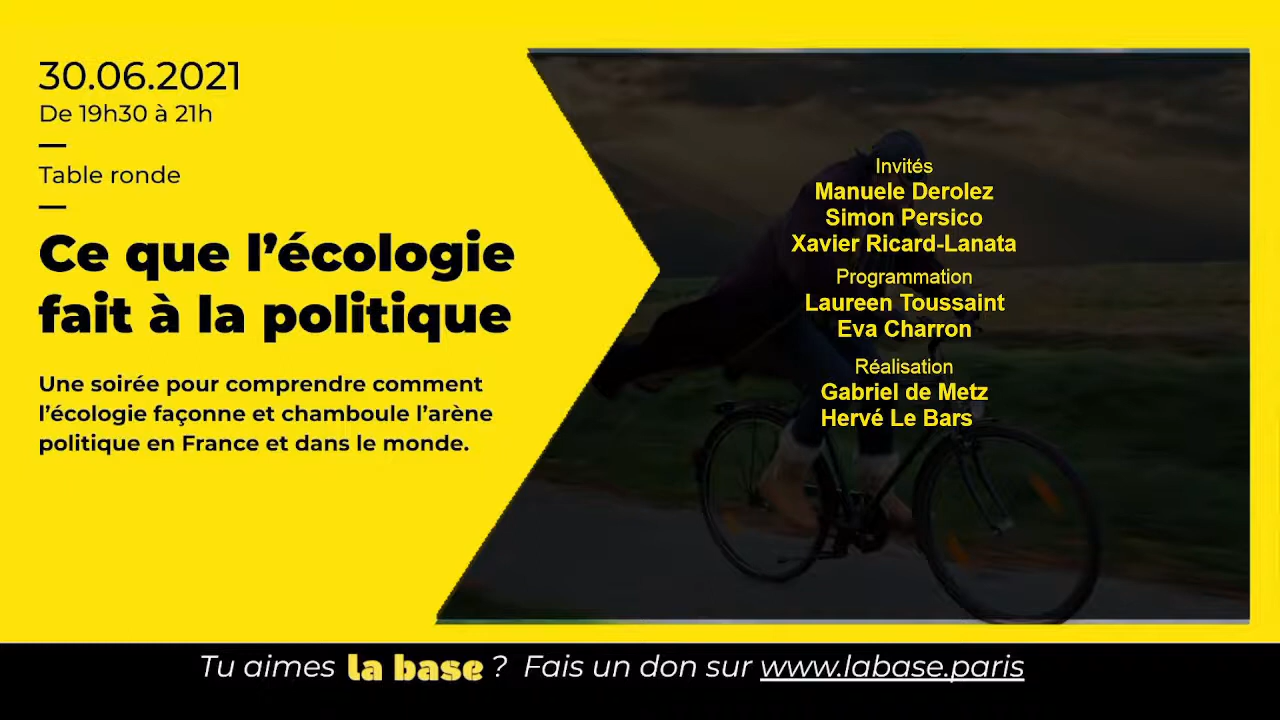 30.06.2021
De 19h30 à 21h
Table ronde
Ce que l’écologie
fait à la politique
Une soirée pour comprendre comment
l’écologie façonne et chamboule l’arène
politique en France et dans le monde.
Invités
Manuele Derolez
Simon Persico
Xavier Ricard-Lanata
Programmation
Laureen Toussaint
Eva Charron
Réalisation
Gabriel de Metz
Hervé Le Bars
Tu aimes la base ? Fais un don sur www.labase.paris